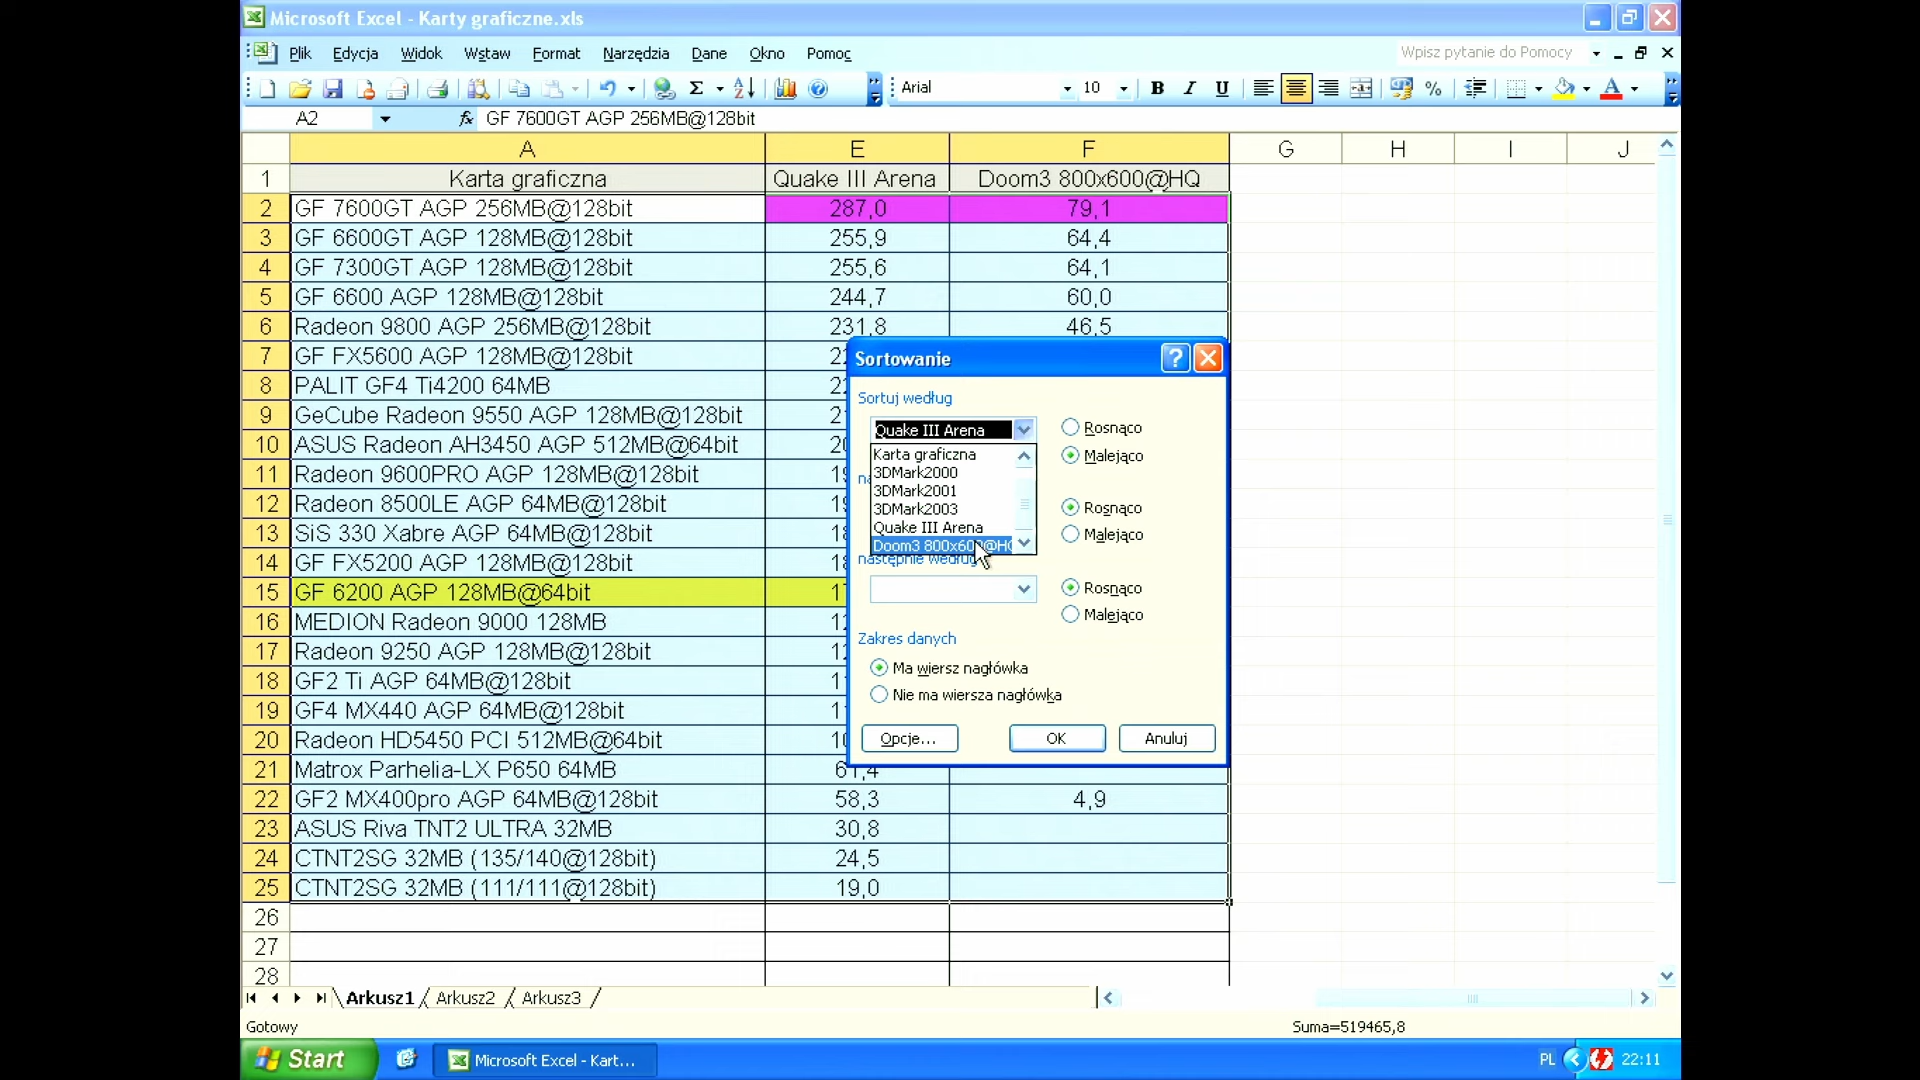 Microsoft Excel - Karty graficzne.xls
Plik Edycja Widok Wstaw Format Narzędzia Dane Okno Pomoc Wpisz pytanie do Pomocy
Arial 10 B I U %
A2 fx GF 7600GT AGP 256MB@128bit
A E F G H I J
1 Karta graficzna Quake III Arena Doom3 800x600@HQ
2 GF 7600GT AGP 256MB@128bit 287,0 79,1
3 GF 6600GT AGP 128MB@128bit 255,9 64,4
4 GF 7300GT AGP 128MB@128bit 255,6 64,1
5 GF 6600 AGP 128MB@128bit 244,7 60,0
6 Radeon 9800 AGP 256MB@128bit 231,8 46,5
7 GF FX5600 AGP 128MB@128bit
8 PALIT GF4 Ti4200 64MB
9 GeCube Radeon 9550 AGP 128MB@128bit
10 ASUS Radeon AH3450 AGP 512MB@64bit
11 Radeon 9600PRO AGP 128MB@128bit
12 Radeon 8500LE AGP 64MB@128bit
13 SiS 330 Xabre AGP 64MB@128bit
14 GF FX5200 AGP 128MB@128bit
15 GF 6200 AGP 128MB@64bit
16 MEDION Radeon 9000 128MB
17 Radeon 9250 AGP 128MB@128bit
18 GF2 Ti AGP 64MB@128bit
19 GF4 MX440 AGP 64MB@128bit
20 Radeon HD5450 PCI 512MB@64bit
21 Matrox Parhelia-LX P650 64MB 61,4
22 GF2 MX400pro AGP 64MB@128bit 58,3 4,9
23 ASUS Riva TNT2 ULTRA 32MB 30,8
24 CTNT2SG 32MB (135/140@128bit) 24,5
25 CTNT2SG 32MB (111/111@128bit) 19,0
26
27
28
Sortowanie
Sortuj według
Quake III Arena Rosnąco
Malejąco
Karta graficzna
3DMark2000
3DMark2001
3DMark2003 Rosnąco
Quake III Arena Malejąco
Doom3 800x600@HQ
następnie według
Rosnąco
Malejąco
Zakres danych
Ma wiersz nagłówka
Nie ma wiersza nagłówka
Opcje... OK Anuluj
Arkusz1 Arkusz2 Arkusz3
Gotowy Suma=519465,8
Start Microsoft Excel - Kart... PL 22:11